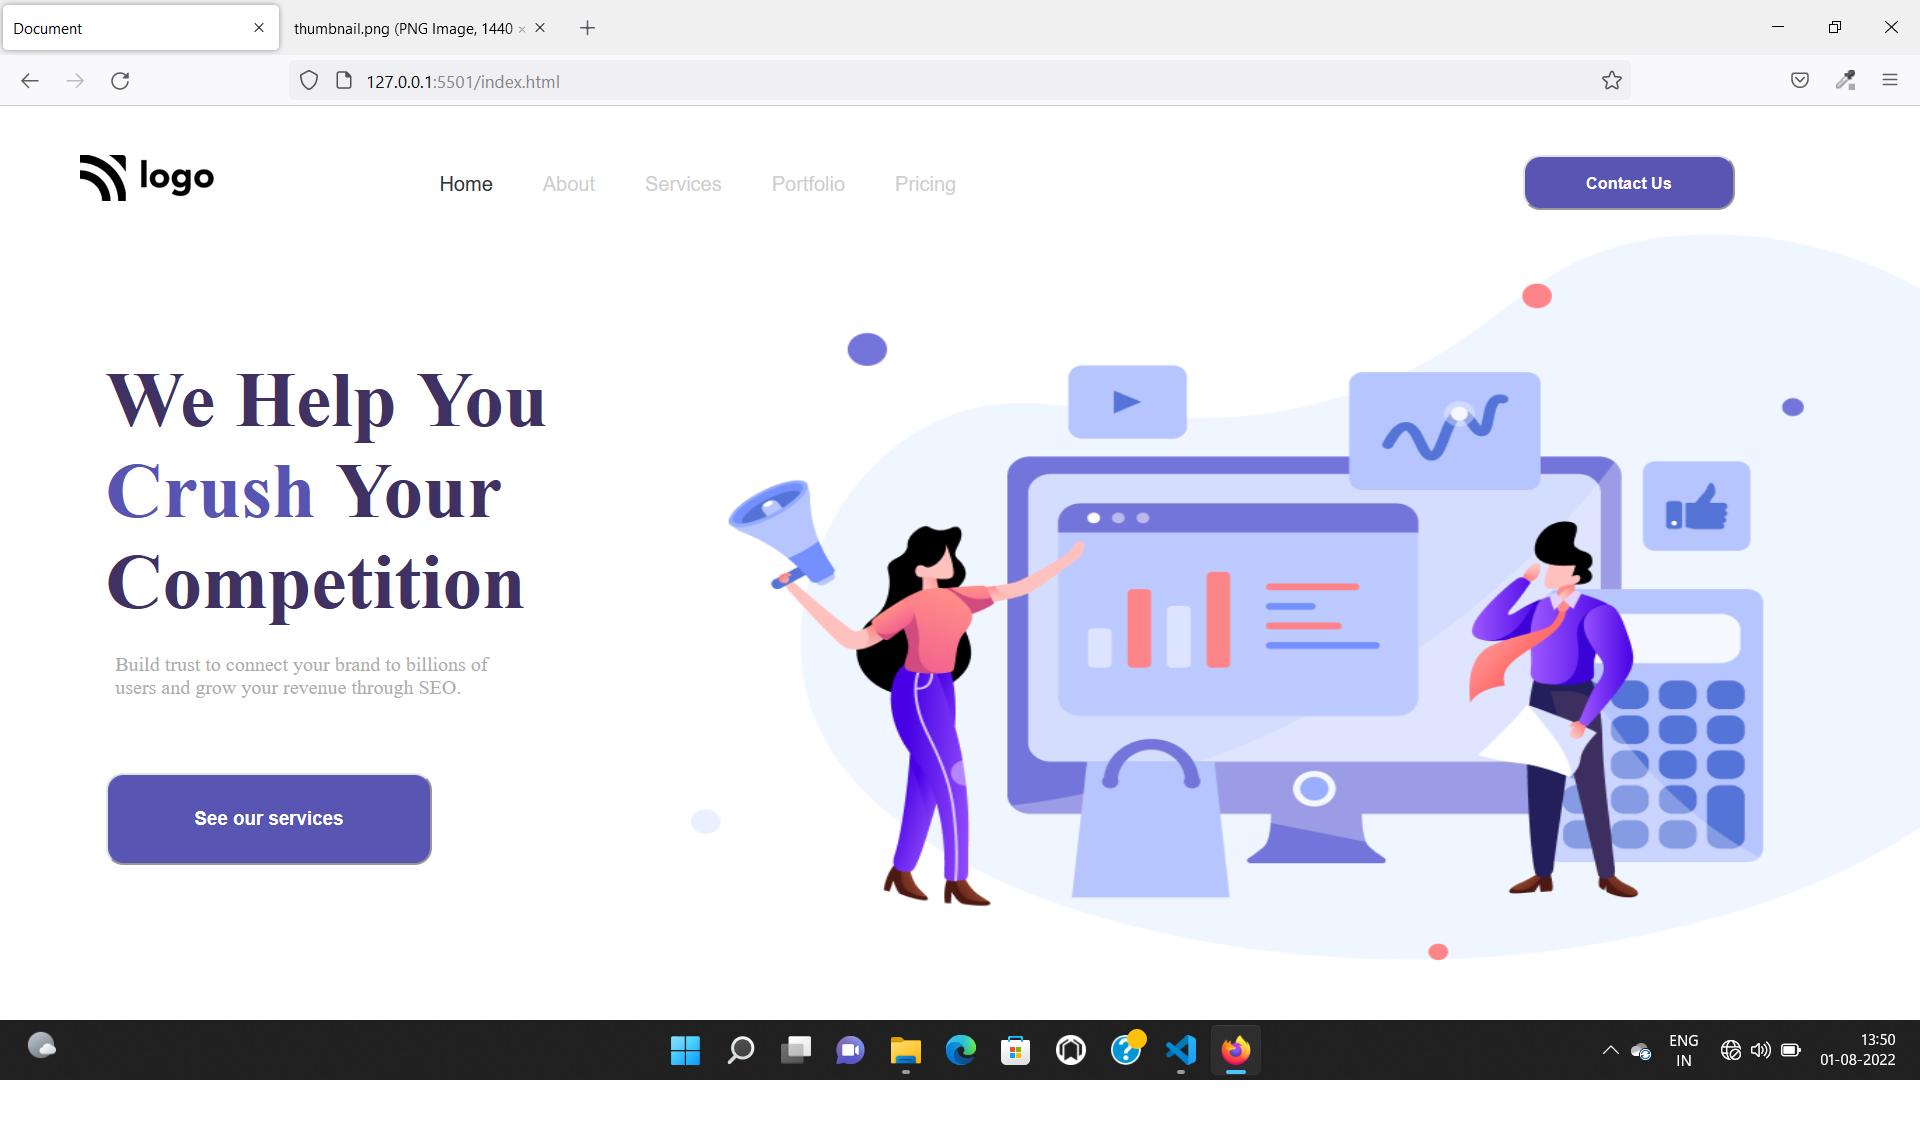 Document
thumbnail.png (PNG Image, 1440 ×
127.0.0.1:5501/index.html
logo
Home
About
Services
Portfolio
Pricing
Contact Us
We Help You
Crush Your
Competition
Build trust to connect your brand to billions of
users and grow your revenue through SEO.
See our services
ENG
IN
13:50
01-08-2022